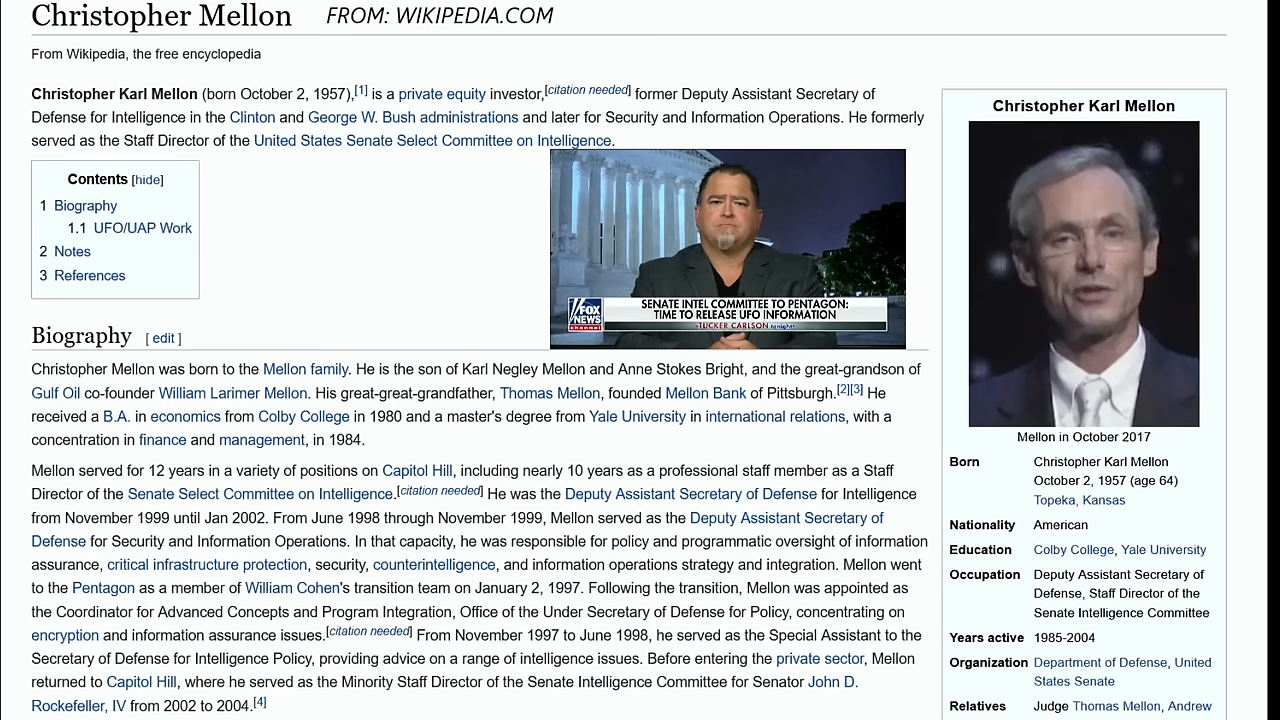 Christopher Mellon FROM: WIKIPEDIA.COM
From Wikipedia, the free encyclopedia
Christopher Karl Mellon (born October 2, 1957),[1] is a private equity investor,[citation needed] former Deputy Assistant Secretary of
Defense for Intelligence in the Clinton and George W. Bush administrations and later for Security and Information Operations. He formerly
served as the Staff Director of the United States Senate Select Committee on Intelligence.
Contents [hide]
1 Biography
1.1 UFO/UAP Work
2 Notes
3 References
FOX
NEWS
channel
SENATE INTEL COMMITTEE TO PENTAGON:
TIME TO RELEASE UFO INFORMATION
TUCKER CARLSON tonight
Biography [ edit ]
Christopher Mellon was born to the Mellon family. He is the son of Karl Negley Mellon and Anne Stokes Bright, and the great-grandson of
Gulf Oil co-founder William Larimer Mellon. His great-great-grandfather, Thomas Mellon, founded Mellon Bank of Pittsburgh.[2][3] He
received a B.A. in economics from Colby College in 1980 and a master's degree from Yale University in international relations, with a
concentration in finance and management, in 1984.
Mellon served for 12 years in a variety of positions on Capitol Hill, including nearly 10 years as a professional staff member as a Staff
Director of the Senate Select Committee on Intelligence.[citation needed] He was the Deputy Assistant Secretary of Defense for Intelligence
from November 1999 until Jan 2002. From June 1998 through November 1999, Mellon served as the Deputy Assistant Secretary of
Defense for Security and Information Operations. In that capacity, he was responsible for policy and programmatic oversight of information
assurance, critical infrastructure protection, security, counterintelligence, and information operations strategy and integration. Mellon went
to the Pentagon as a member of William Cohen's transition team on January 2, 1997. Following the transition, Mellon was appointed as
the Coordinator for Advanced Concepts and Program Integration, Office of the Under Secretary of Defense for Policy, concentrating on
encryption and information assurance issues.[citation needed] From November 1997 to June 1998, he served as the Special Assistant to the
Secretary of Defense for Intelligence Policy, providing advice on a range of intelligence issues. Before entering the private sector, Mellon
returned to Capitol Hill, where he served as the Minority Staff Director of the Senate Intelligence Committee for Senator John D.
Rockefeller, IV from 2002 to 2004.[4]
Christopher Karl Mellon
Mellon in October 2017
Born Christopher Karl Mellon
October 2, 1957 (age 64)
Topeka, Kansas
Nationality American
Education Colby College, Yale University
Occupation Deputy Assistant Secretary of
Defense, Staff Director of the
Senate Intelligence Committee
Years active 1985-2004
Organization Department of Defense, United
States Senate
Relatives Judge Thomas Mellon, Andrew